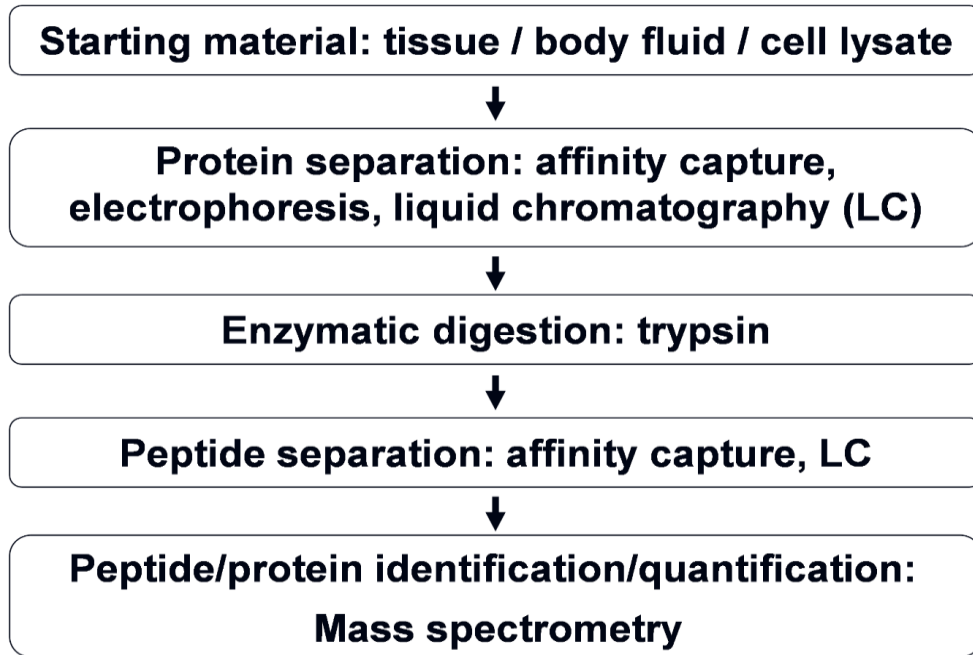 Starting material: tissue / body fluid / cell lysate
Protein separation: affinity capture,
electrophoresis, liquid chromatography (LC)
Enzymatic digestion: trypsin
Peptide separation: affinity capture, LC
Peptide/protein identification/quantification:
Mass spectrometry